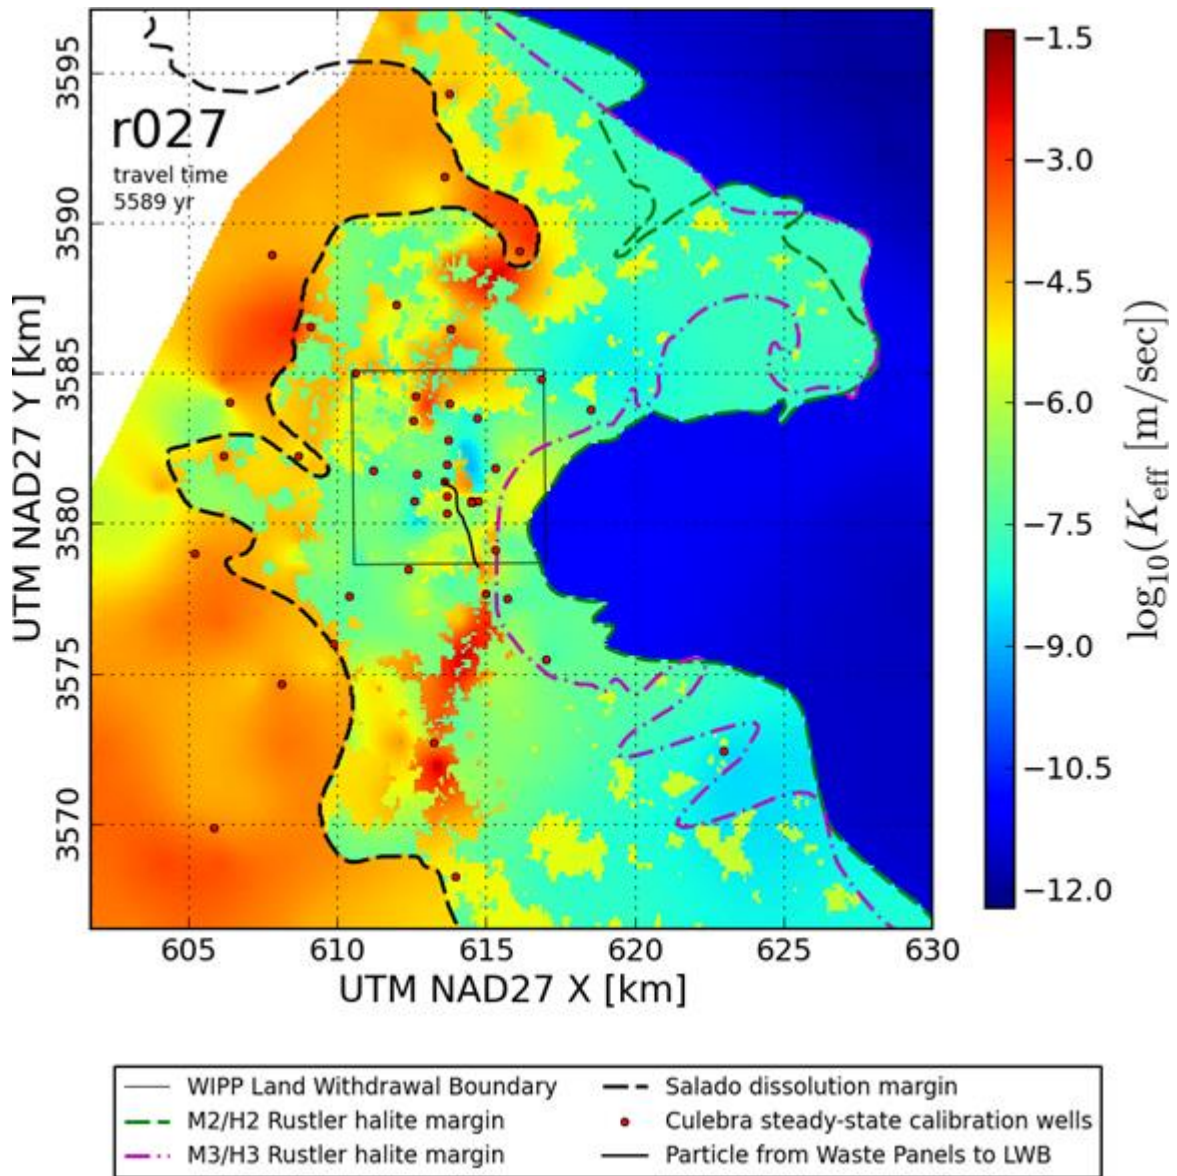 r027
travel time
5589 yr
3595
3590
3585
3580
3575
3570
UTM NAD27 Y [km]
605 610 615 620 625 630
UTM NAD27 X [km]
−1.5
−3.0
−4.5
−6.0
−7.5
−9.0
−10.5
−12.0
log₁₀(K_eff [m/sec])
WIPP Land Withdrawal Boundary
M2/H2 Rustler halite margin
M3/H3 Rustler halite margin
Salado dissolution margin
Culebra steady-state calibration wells
Particle from Waste Panels to LWB